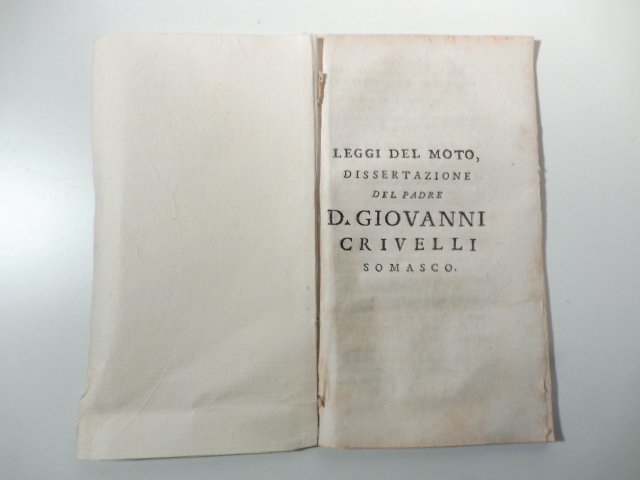 LEGGI DEL MOTO,
DISSERTAZIONE
DEL PADRE
D. GIOVANNI
CRIVELLI
SOMASCO.